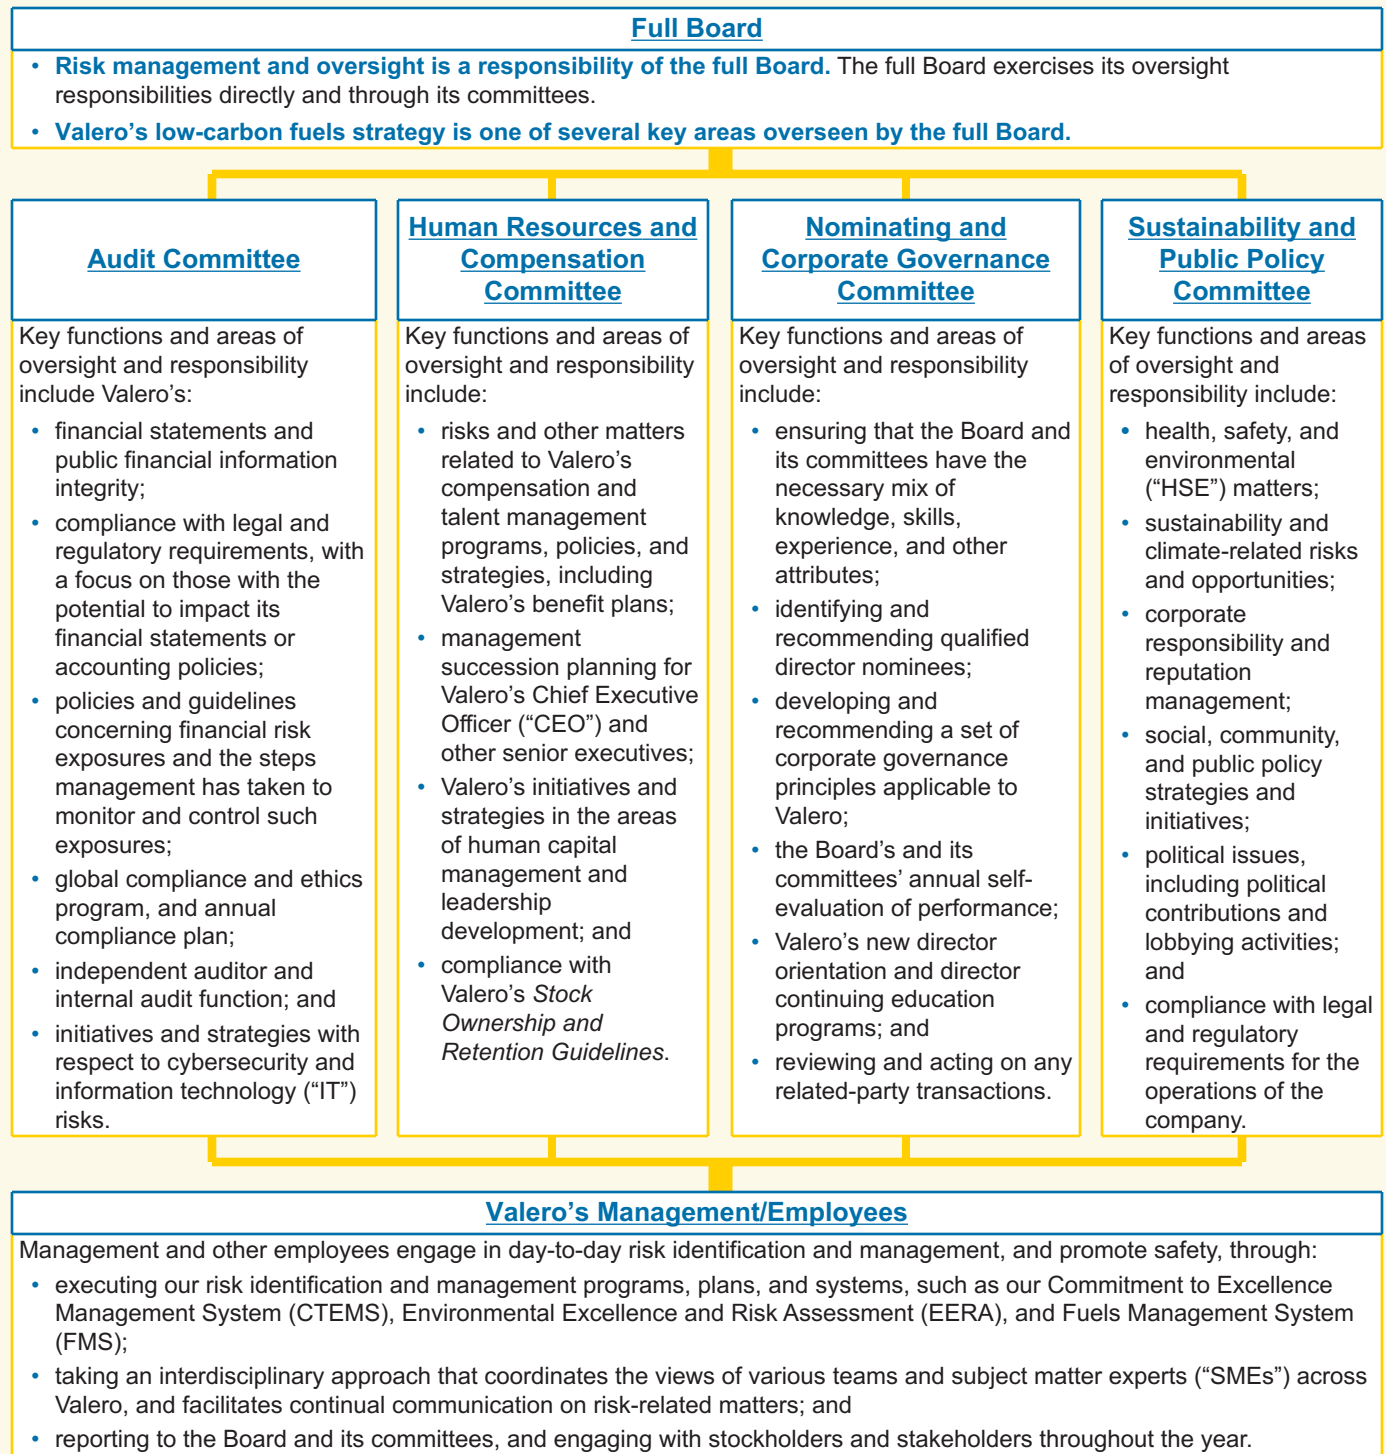 Full Board
• Risk management and oversight is a responsibility of the full Board. The full Board exercises its oversight
responsibilities directly and through its committees.
• Valero’s low-carbon fuels strategy is one of several key areas overseen by the full Board.
Audit Committee
Key functions and areas of
oversight and responsibility
include Valero’s:
• financial statements and
public financial information
integrity;
• compliance with legal and
regulatory requirements, with
a focus on those with the
potential to impact its
financial statements or
accounting policies;
• policies and guidelines
concerning financial risk
exposures and the steps
management has taken to
monitor and control such
exposures;
• global compliance and ethics
program, and annual
compliance plan;
• independent auditor and
internal audit function; and
• initiatives and strategies with
respect to cybersecurity and
information technology (“IT”)
risks.
Human Resources and
Compensation
Committee
Key functions and areas of
oversight and responsibility
include:
• risks and other matters
related to Valero’s
compensation and
talent management
programs, policies, and
strategies, including
Valero’s benefit plans;
• management
succession planning for
Valero’s Chief Executive
Officer (“CEO”) and
other senior executives;
• Valero’s initiatives and
strategies in the areas
of human capital
management and
leadership
development; and
• compliance with
Valero’s Stock
Ownership and
Retention Guidelines.
Nominating and
Corporate Governance
Committee
Key functions and areas of
oversight and responsibility
include:
• ensuring that the Board and
its committees have the
necessary mix of
knowledge, skills,
experience, and other
attributes;
• identifying and
recommending qualified
director nominees;
• developing and
recommending a set of
corporate governance
principles applicable to
Valero;
• the Board’s and its
committees’ annual self-
evaluation of performance;
• Valero’s new director
orientation and director
continuing education
programs; and
• reviewing and acting on any
related-party transactions.
Sustainability and
Public Policy
Committee
Key functions and areas
of oversight and
responsibility include:
• health, safety, and
environmental
(“HSE”) matters;
• sustainability and
climate-related risks
and opportunities;
• corporate
responsibility and
reputation
management;
• social, community,
and public policy
strategies and
initiatives;
• political issues,
including political
contributions and
lobbying activities;
and
• compliance with legal
and regulatory
requirements for the
operations of the
company.
Valero’s Management/Employees
Management and other employees engage in day-to-day risk identification and management, and promote safety, through:
• executing our risk identification and management programs, plans, and systems, such as our Commitment to Excellence
Management System (CTEMS), Environmental Excellence and Risk Assessment (EERA), and Fuels Management System
(FMS);
• taking an interdisciplinary approach that coordinates the views of various teams and subject matter experts (“SMEs”) across
Valero, and facilitates continual communication on risk-related matters; and
• reporting to the Board and its committees, and engaging with stockholders and stakeholders throughout the year.